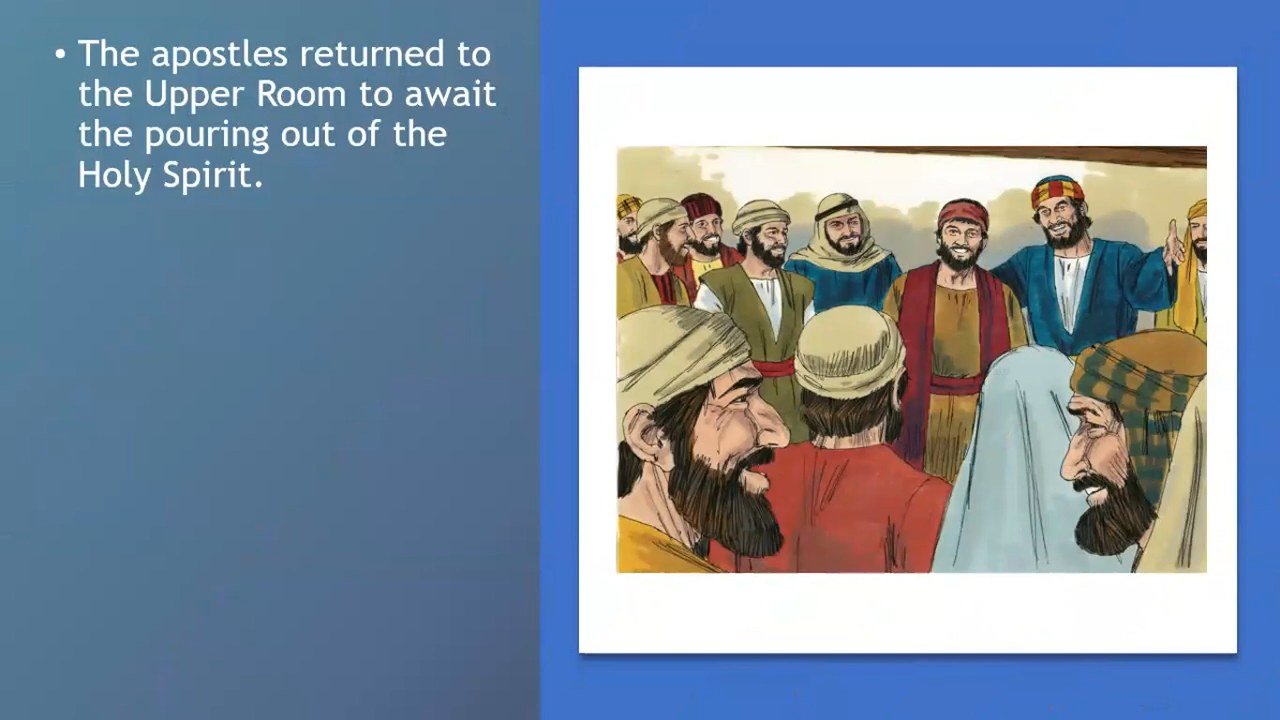 • The apostles returned to
the Upper Room to await
the pouring out of the
Holy Spirit.